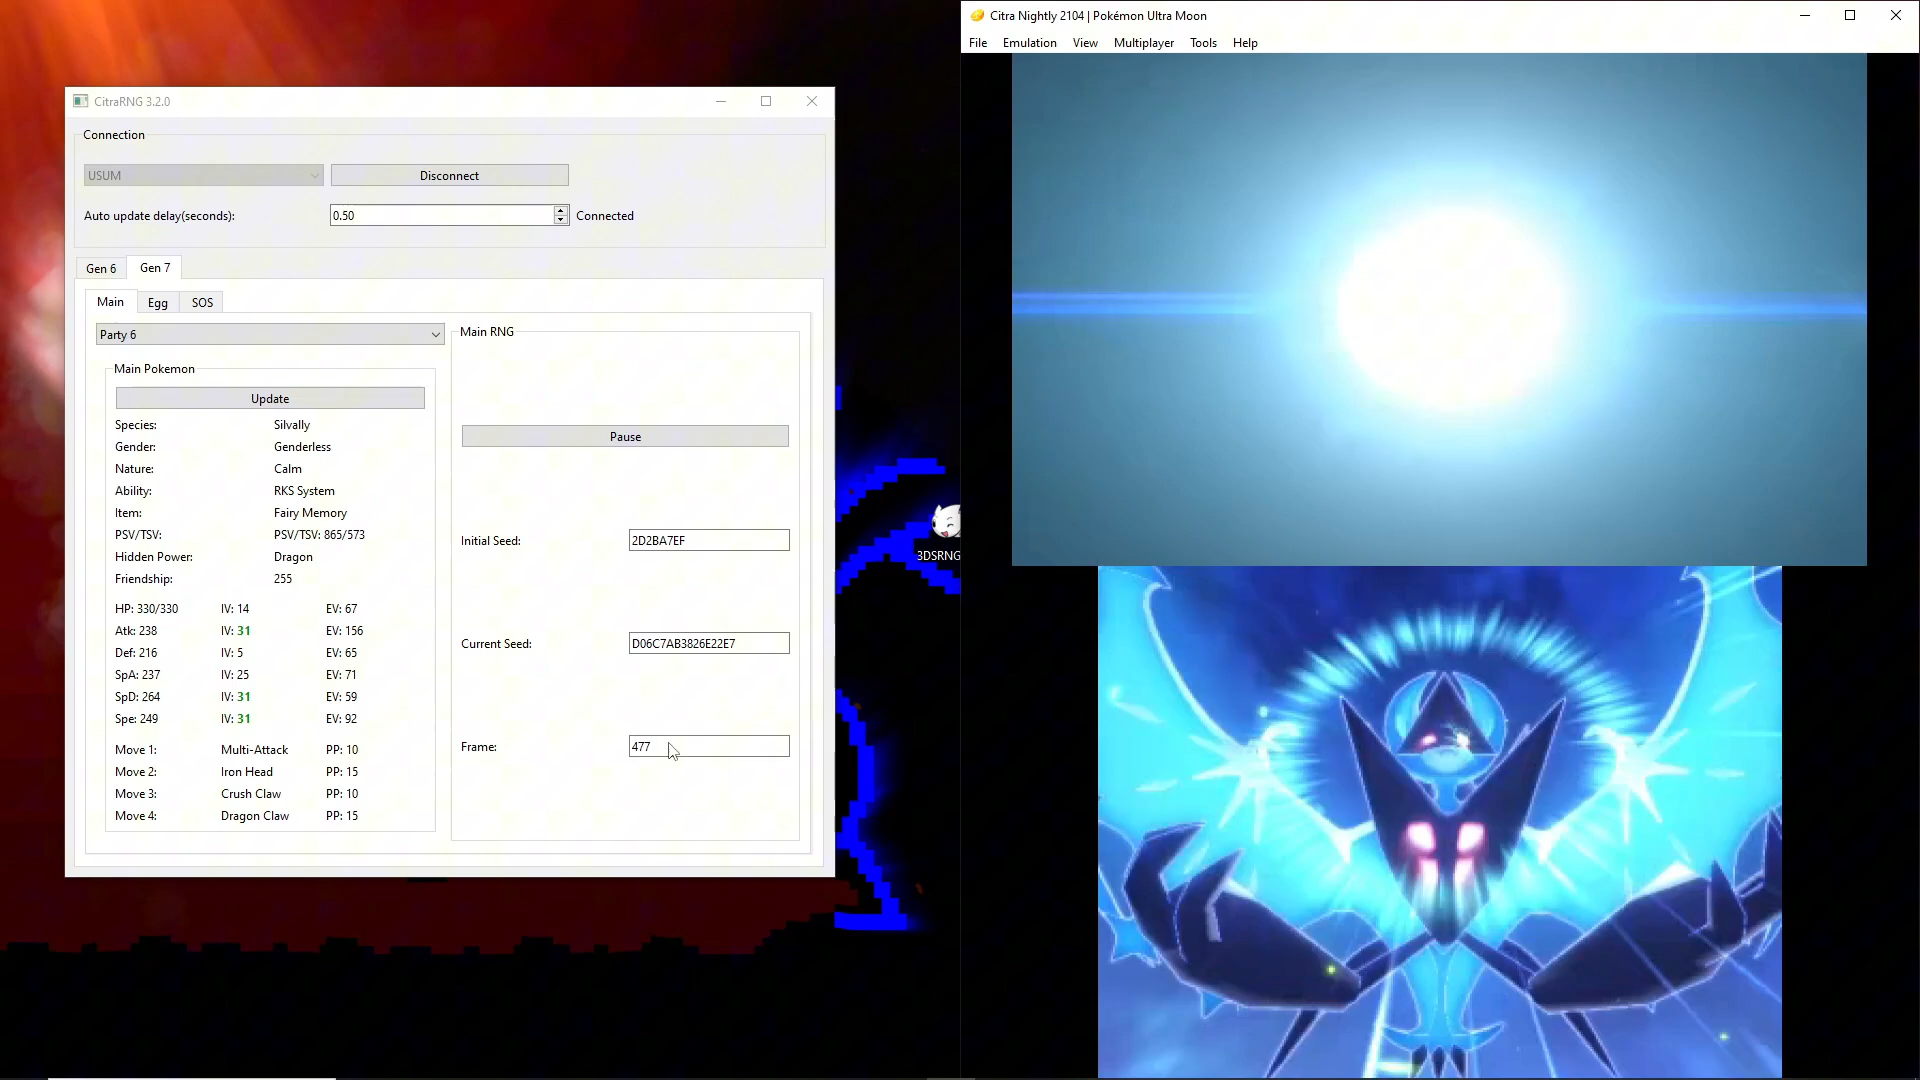 CitraRNG 3.2.0
Connection
USUM
Disconnect
Auto update delay(seconds):
0.50
Connected
Gen 6
Gen 7
Main
Egg
SOS
Party 6
Main Pokemon
Update
Species: Silvally
Gender: Genderless
Nature: Calm
Ability: RKS System
Item: Fairy Memory
PSV/TSV: PSV/TSV: 865/573
Hidden Power: Dragon
Friendship: 255
HP: 330/330 IV: 14 EV: 67
Atk: 238 IV: 31 EV: 156
Def: 216 IV: 5 EV: 65
SpA: 237 IV: 25 EV: 71
SpD: 264 IV: 31 EV: 59
Spe: 249 IV: 31 EV: 92
Move 1: Multi-Attack PP: 10
Move 2: Iron Head PP: 15
Move 3: Crush Claw PP: 10
Move 4: Dragon Claw PP: 15
Main RNG
Pause
Initial Seed: 2D2BA7EF
Current Seed: D06C7AB3826E22E7
Frame: 477
3DSRNG
Citra Nightly 2104 | Pokémon Ultra Moon
File Emulation View Multiplayer Tools Help